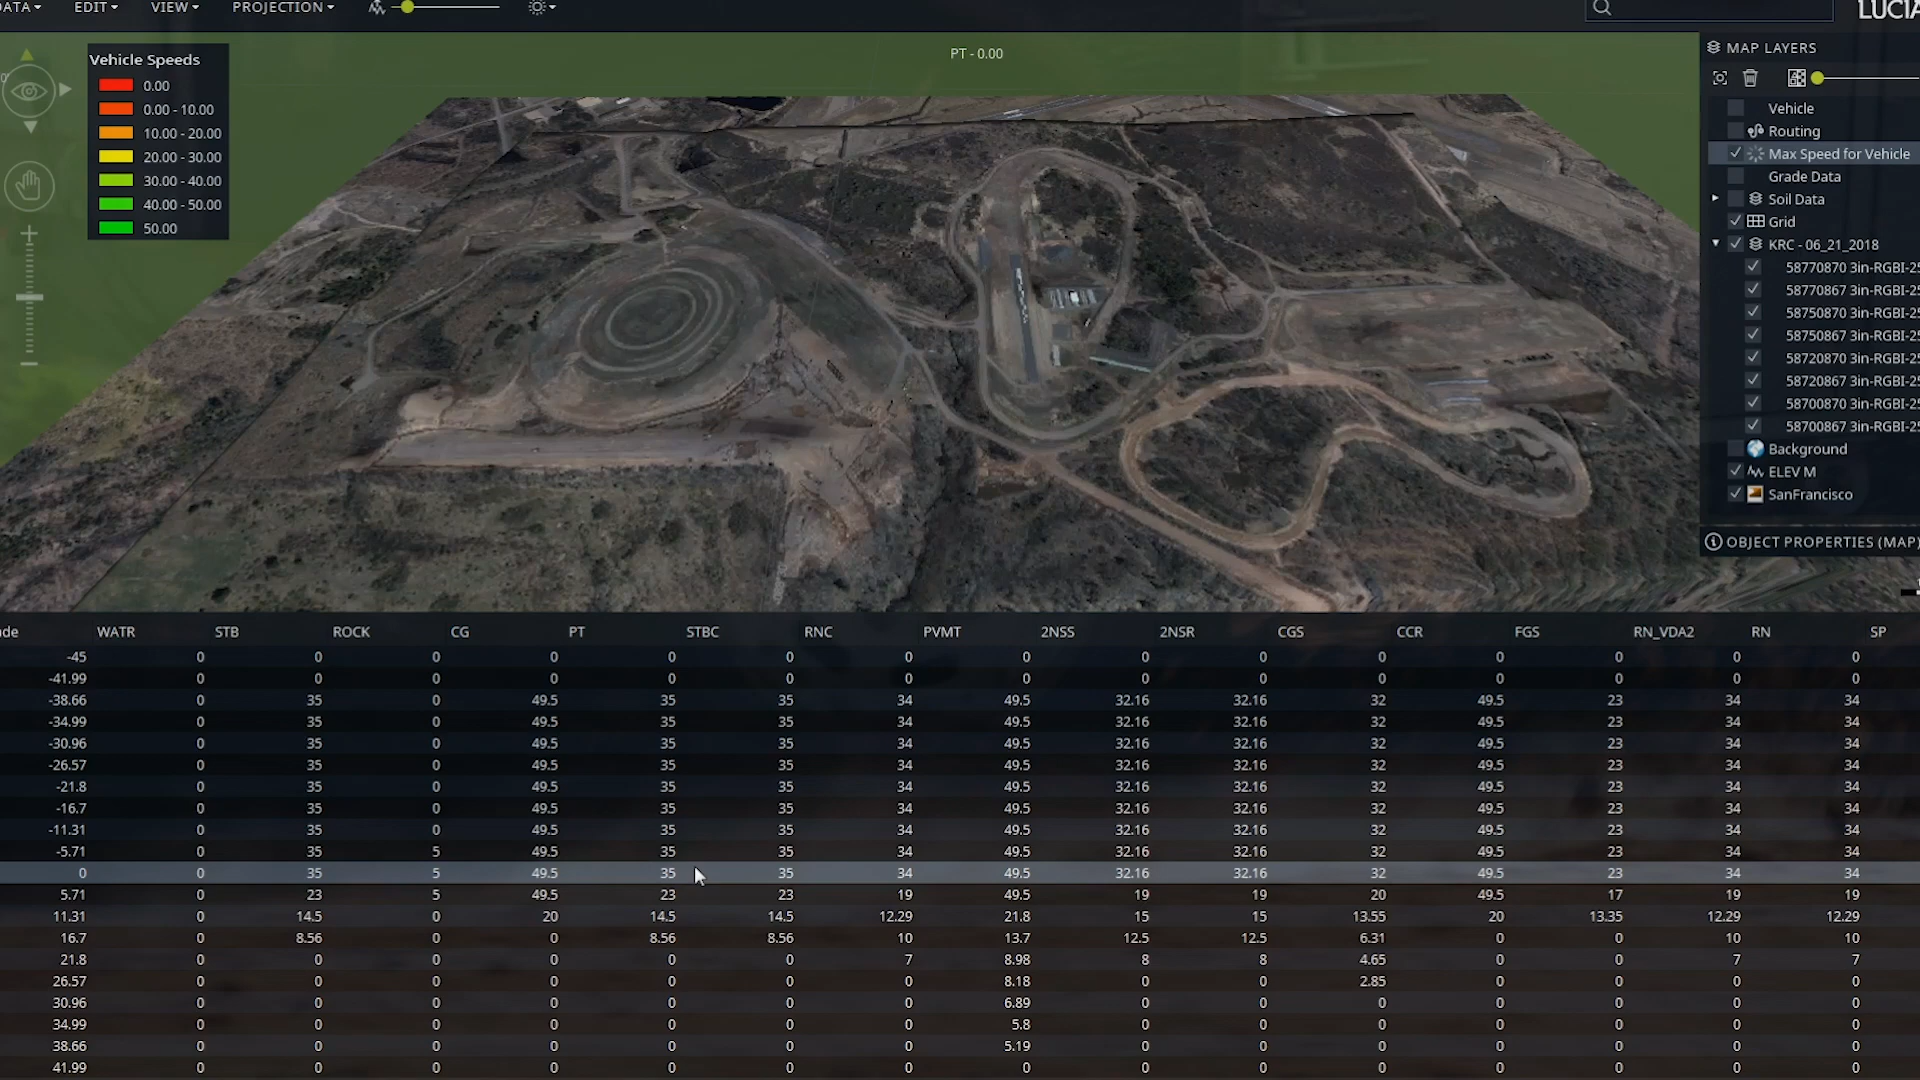 DATA EDIT VIEW PROJECTION
LUCIA
PT - 0.00
Vehicle Speeds
0.00
0.00 - 10.00
10.00 - 20.00
20.00 - 30.00
30.00 - 40.00
40.00 - 50.00
50.00
MAP LAYERS
Vehicle
Routing
Max Speed for Vehicle
Grade Data
Soil Data
Grid
KRC - 06_21_2018
58770870 3in-RGBI-25
58770867 3in-RGBI-25
58750870 3in-RGBI-25
58750867 3in-RGBI-25
58720870 3in-RGBI-25
58720867 3in-RGBI-25
58700870 3in-RGBI-25
58700867 3in-RGBI-25
Background
ELEV M
SanFrancisco
OBJECT PROPERTIES (MAP)
ade WATR STB ROCK CG PT STBC RNC PVMT 2NSS 2NSR CGS CCR FGS RN_VDA2 RN SP
-45 0 0 0 0 0 0 0 0 0 0 0 0 0 0 0
-41.99 0 0 0 0 0 0 0 0 0 0 0 0 0 0 0
-38.66 0 35 0 49.5 35 35 34 49.5 32.16 32.16 32 49.5 23 34 34
-34.99 0 35 0 49.5 35 35 34 49.5 32.16 32.16 32 49.5 23 34 34
-30.96 0 35 0 49.5 35 35 34 49.5 32.16 32.16 32 49.5 23 34 34
-26.57 0 35 0 49.5 35 35 34 49.5 32.16 32.16 32 49.5 23 34 34
-21.8 0 35 0 49.5 35 35 34 49.5 32.16 32.16 32 49.5 23 34 34
-16.7 0 35 0 49.5 35 35 34 49.5 32.16 32.16 32 49.5 23 34 34
-11.31 0 35 0 49.5 35 35 34 49.5 32.16 32.16 32 49.5 23 34 34
-5.71 0 35 5 49.5 35 35 34 49.5 32.16 32.16 32 49.5 23 34 34
0 0 35 5 49.5 35 35 34 49.5 32.16 32.16 32 49.5 23 34 34
5.71 0 23 5 49.5 23 23 19 49.5 19 19 20 49.5 17 19 19
11.31 0 14.5 0 20 14.5 14.5 12.29 21.8 15 15 13.55 20 13.35 12.29 12.29
16.7 0 8.56 0 0 8.56 8.56 10 13.7 12.5 12.5 6.31 0 0 10 10
21.8 0 0 0 0 0 0 7 8.98 8 8 4.65 0 0 7 7
26.57 0 0 0 0 0 0 0 8.18 0 0 2.85 0 0 0 0
30.96 0 0 0 0 0 0 0 6.89 0 0 0 0 0 0 0
34.99 0 0 0 0 0 0 0 5.8 0 0 0 0 0 0 0
38.66 0 0 0 0 0 0 0 5.19 0 0 0 0 0 0 0
41.99 0 0 0 0 0 0 0 0 0 0 0 0 0 0 0